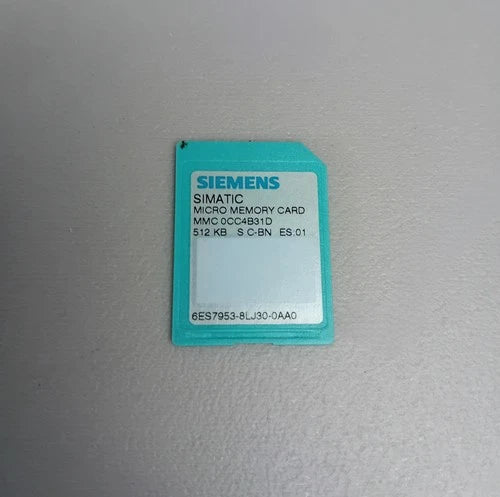 SIEMENS
SIMATIC
MICRO MEMORY CARD
MMC 0CC4B31D
512 KB S C-BN ES:01
6ES7953-8LJ30-0AA0